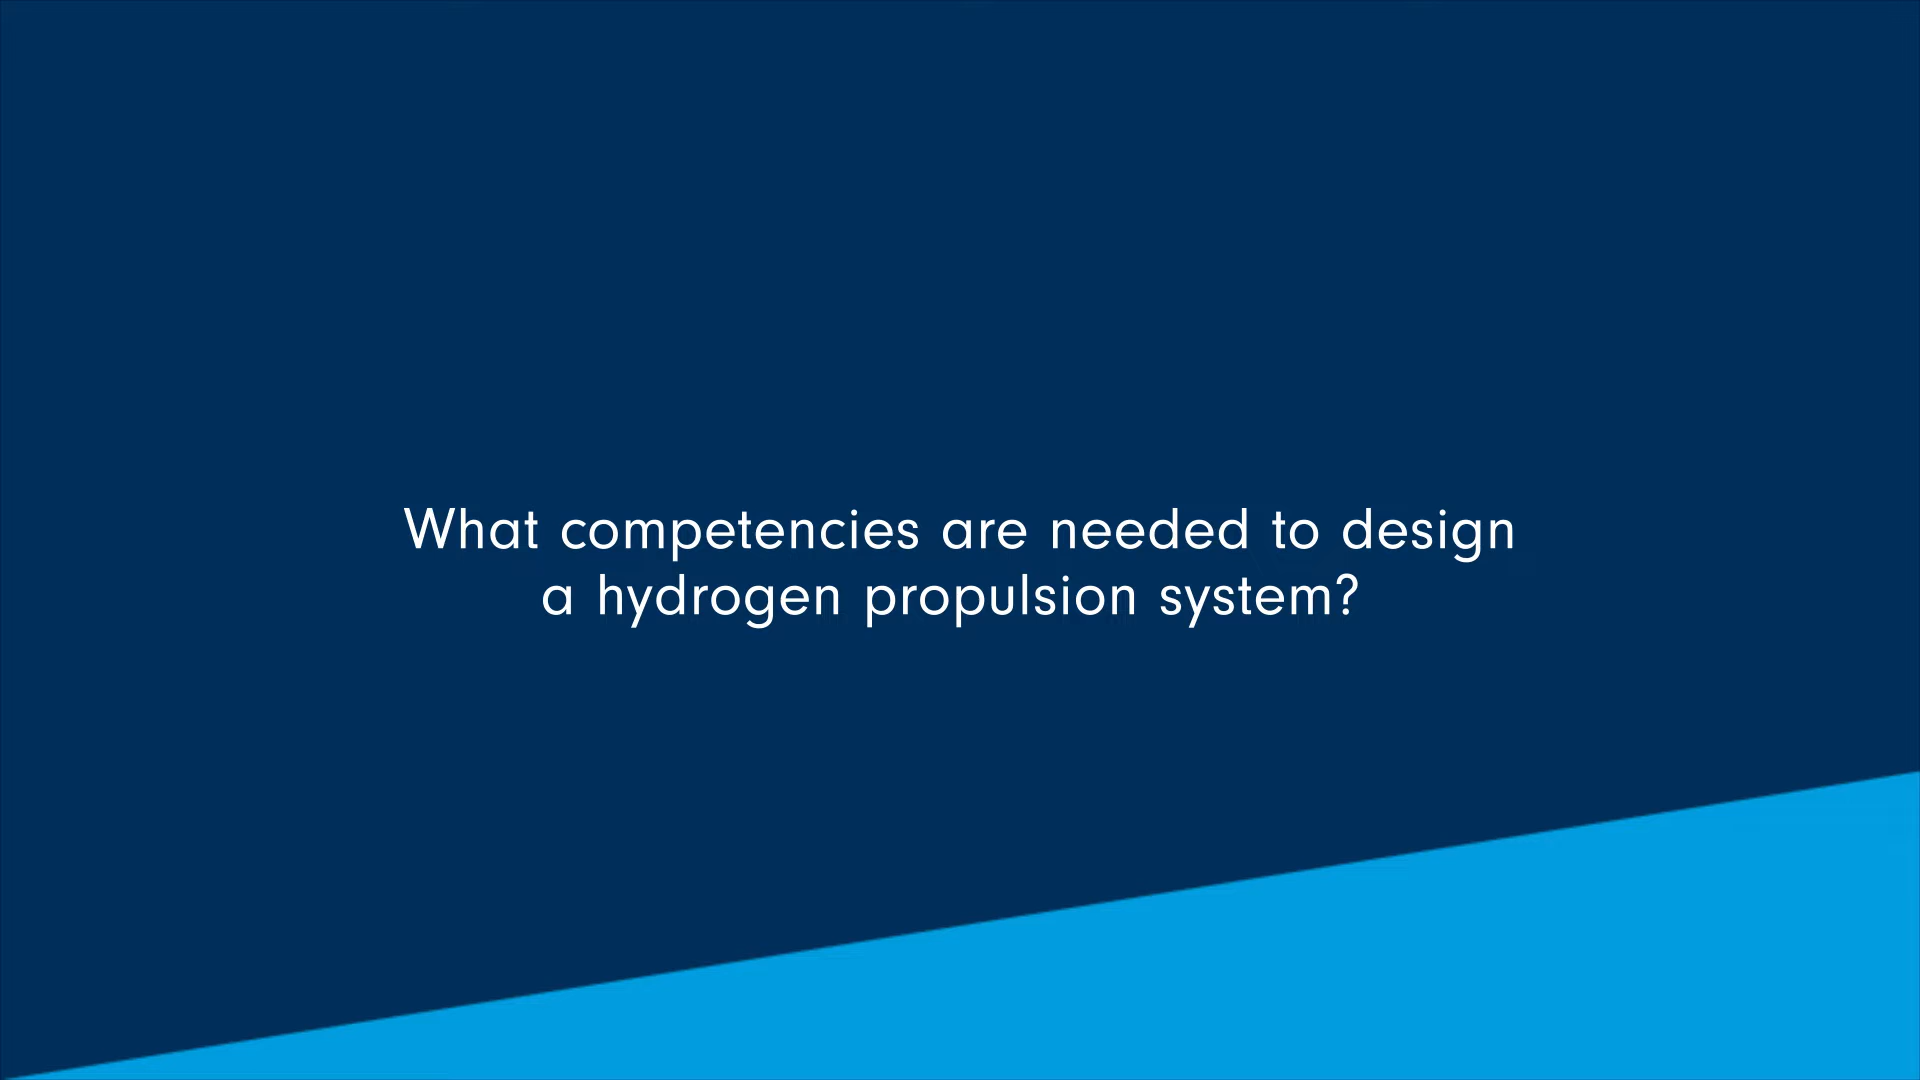 What competencies are needed to design
a hydrogen propulsion system?